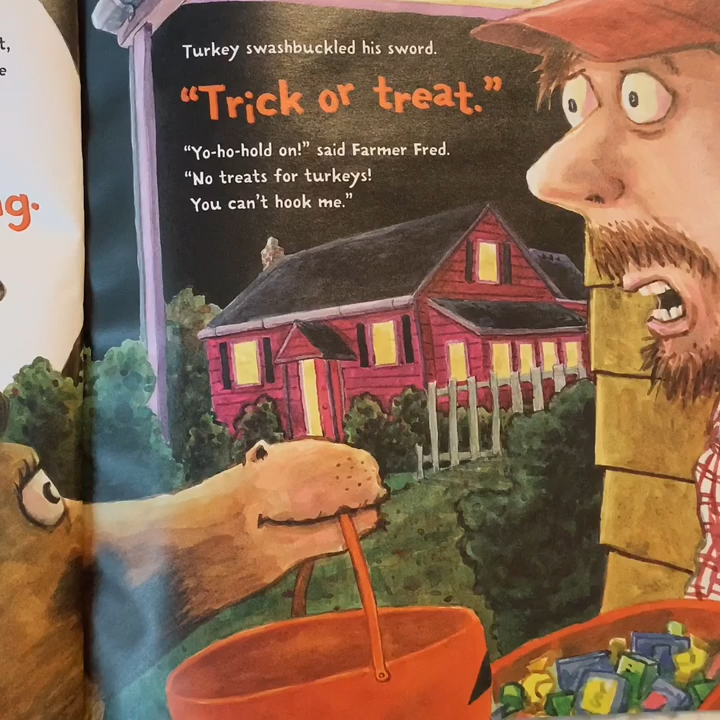 t,
e
g.
Turkey swashbuckled his sword.
“Trick or treat.”
“Yo-ho-hold on!” said Farmer Fred.
“No treats for turkeys!
You can’t hook me.”